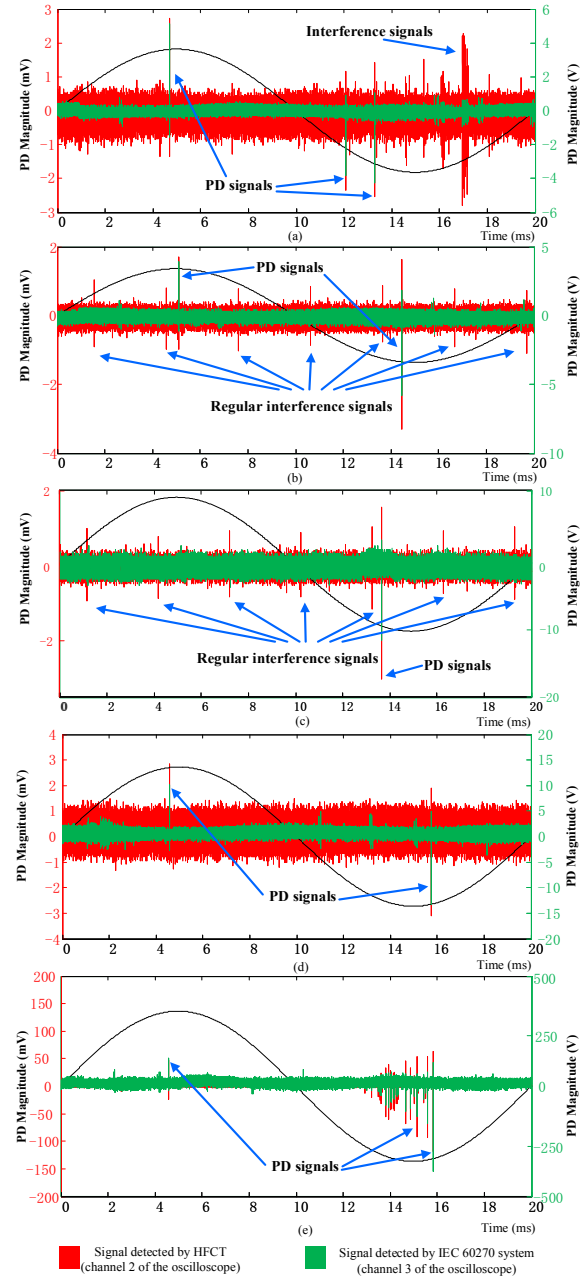 3
2
1
0
−1
−2
−3
PD Magnitude (mV)
Interference signals
PD signals
6
4
2
0
−2
−4
−6
PD Magnitude (V)
0 2 4 6 8 10 12 14 16 18 20
(a)
Time (ms)
2
0
−2
−4
PD Magnitude (mV)
PD signals
Regular interference signals
5
0
−5
−10
PD Magnitude (V)
0 2 4 6 8 10 12 14 16 18 20
(b)
Time (ms)
2
0
−2
PD Magnitude (mV)
Regular interference signals
PD signals
10
0
−10
−20
PD Magnitude (V)
0 2 4 6 8 10 12 14 16 18 20
(c)
Time (ms)
4
3
2
1
0
−1
−2
−3
4
PD Magnitude (mV)
PD signals
20
15
10
5
0
−5
−10
−15
20
PD Magnitude (V)
0 2 4 6 8 10 12 14 16 18 20
(d)
Time (ms)
200
150
100
50
0
−50
−100
−150
−200
PD Magnitude (mV)
PD signals
500
250
0
−250
−500
PD Magnitude (V)
0 2 4 6 8 10 12 14 16 18 20
(e)
Time (ms)
Signal detected by HFCT
(channel 2 of the oscilloscope)
Signal detected by IEC 60270 system
(channel 3 of the oscilloscope)